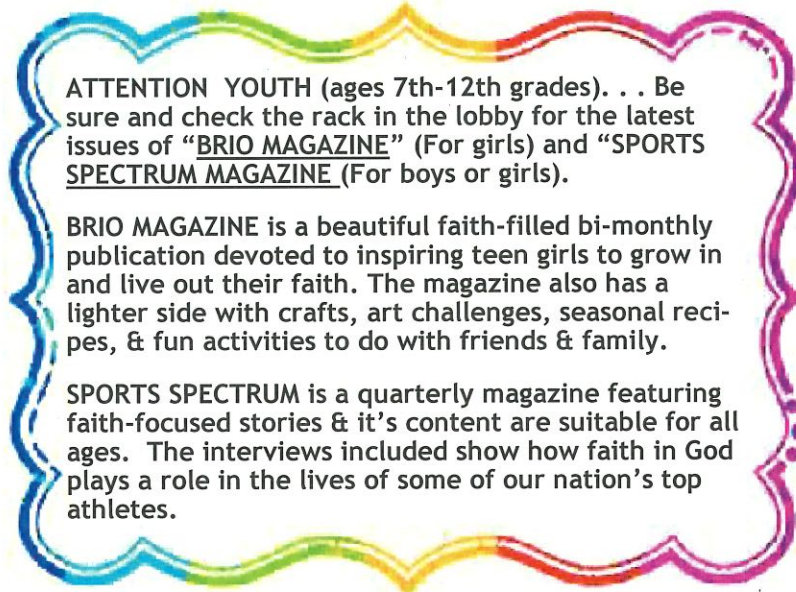 ATTENTION  YOUTH (ages 7th-12th grades). . . Be
sure and check the rack in the lobby for the latest
issues of “BRIO MAGAZINE” (For girls) and “SPORTS
SPECTRUM MAGAZINE (For boys or girls).
BRIO MAGAZINE is a beautiful faith-filled bi-monthly
publication devoted to inspiring teen girls to grow in
and live out their faith. The magazine also has a
lighter side with crafts, art challenges, seasonal reci-
pes, & fun activities to do with friends & family.
SPORTS SPECTRUM is a quarterly magazine featuring
faith-focused stories & it’s content are suitable for all
ages.  The interviews included show how faith in God
plays a role in the lives of some of our nation’s top
athletes.